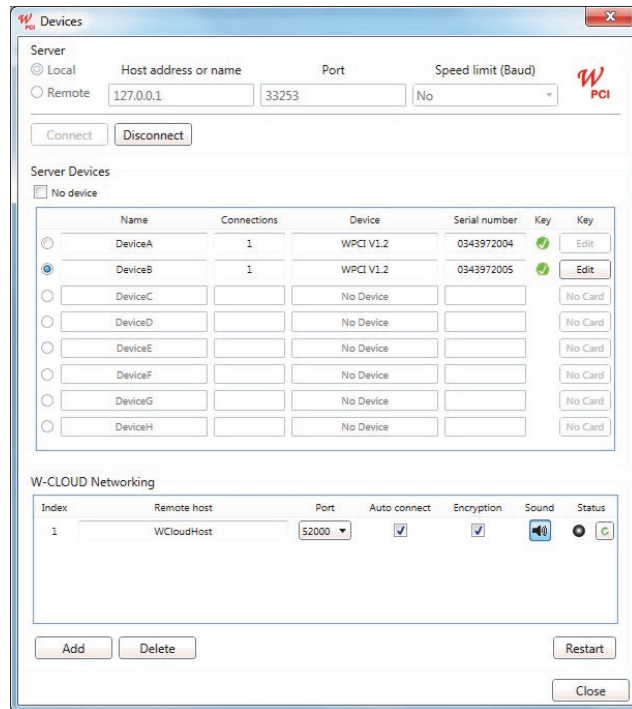 W PCI Devices
Server
Local Host address or name Port Speed limit (Baud)
Remote 127.0.0.1 33253 No
W PCI
Connect Disconnect
Server Devices
No device
Name Connections Device Serial number Key Key
DeviceA 1 WPCI V1.2 0343972004 Edit
DeviceB 1 WPCI V1.2 0343972005 Edit
DeviceC No Device No Card
DeviceD No Device No Card
DeviceE No Device No Card
DeviceF No Device No Card
DeviceG No Device No Card
DeviceH No Device No Card
W-CLOUD Networking
Index Remote host Port Auto connect Encryption Sound Status
1 WCloudHost 52000
Add Delete Restart
Close